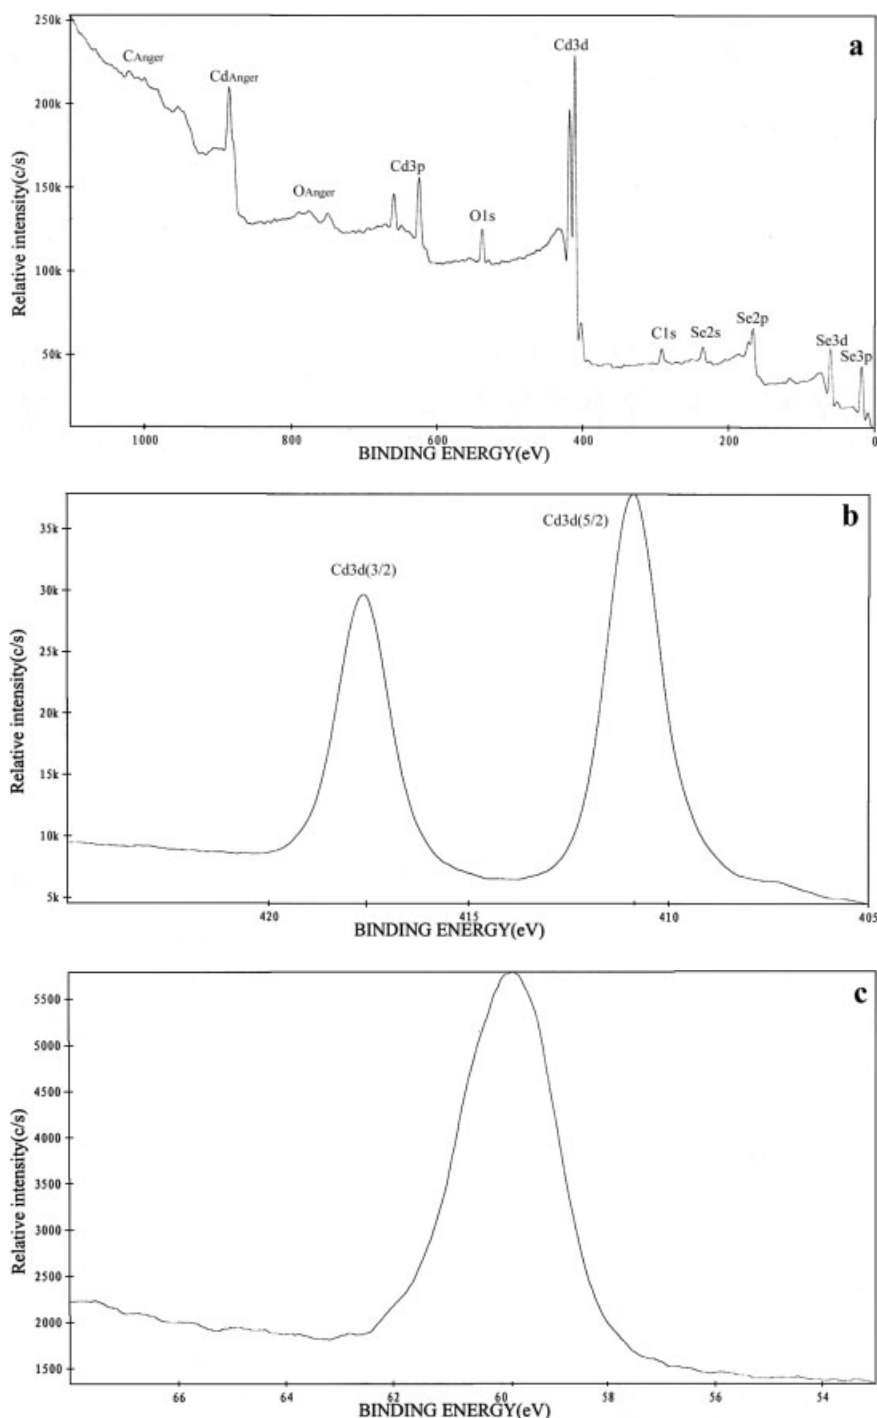 a
250k
200k
150k
100k
50k
Relative intensity(c/s)
CAnger
CdAnger
OAnger
Cd3p
O1s
Cd3d
C1s
Se2s
Se2p
Se3d
Se3p
1000
800
600
400
200
0
BINDING ENERGY(eV)
b
35k
30k
25k
20k
15k
10k
5k
Relative intensity(c/s)
Cd3d(3/2)
Cd3d(5/2)
420
415
410
405
BINDING ENERGY(eV)
c
5500
5000
4500
4000
3500
3000
2500
2000
1500
Relative intensity(c/s)
66
64
62
60
58
56
54
BINDING ENERGY(eV)